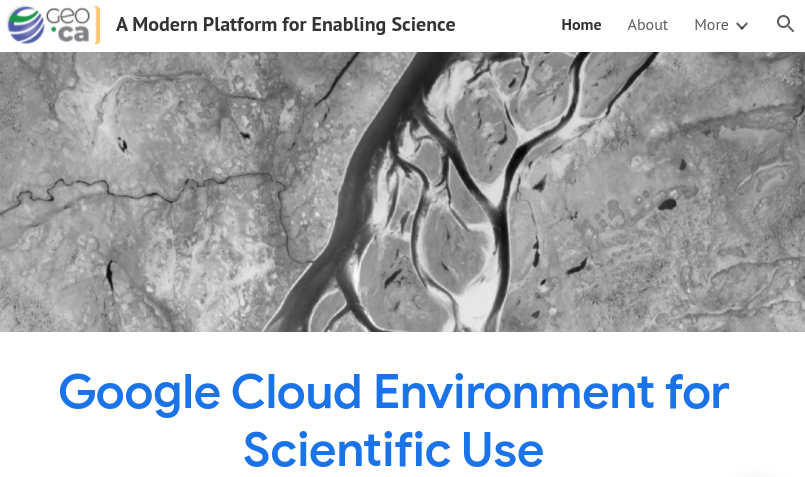 GEO
.ca
A Modern Platform for Enabling Science
Home
About
More
Google Cloud Environment for
Scientific Use